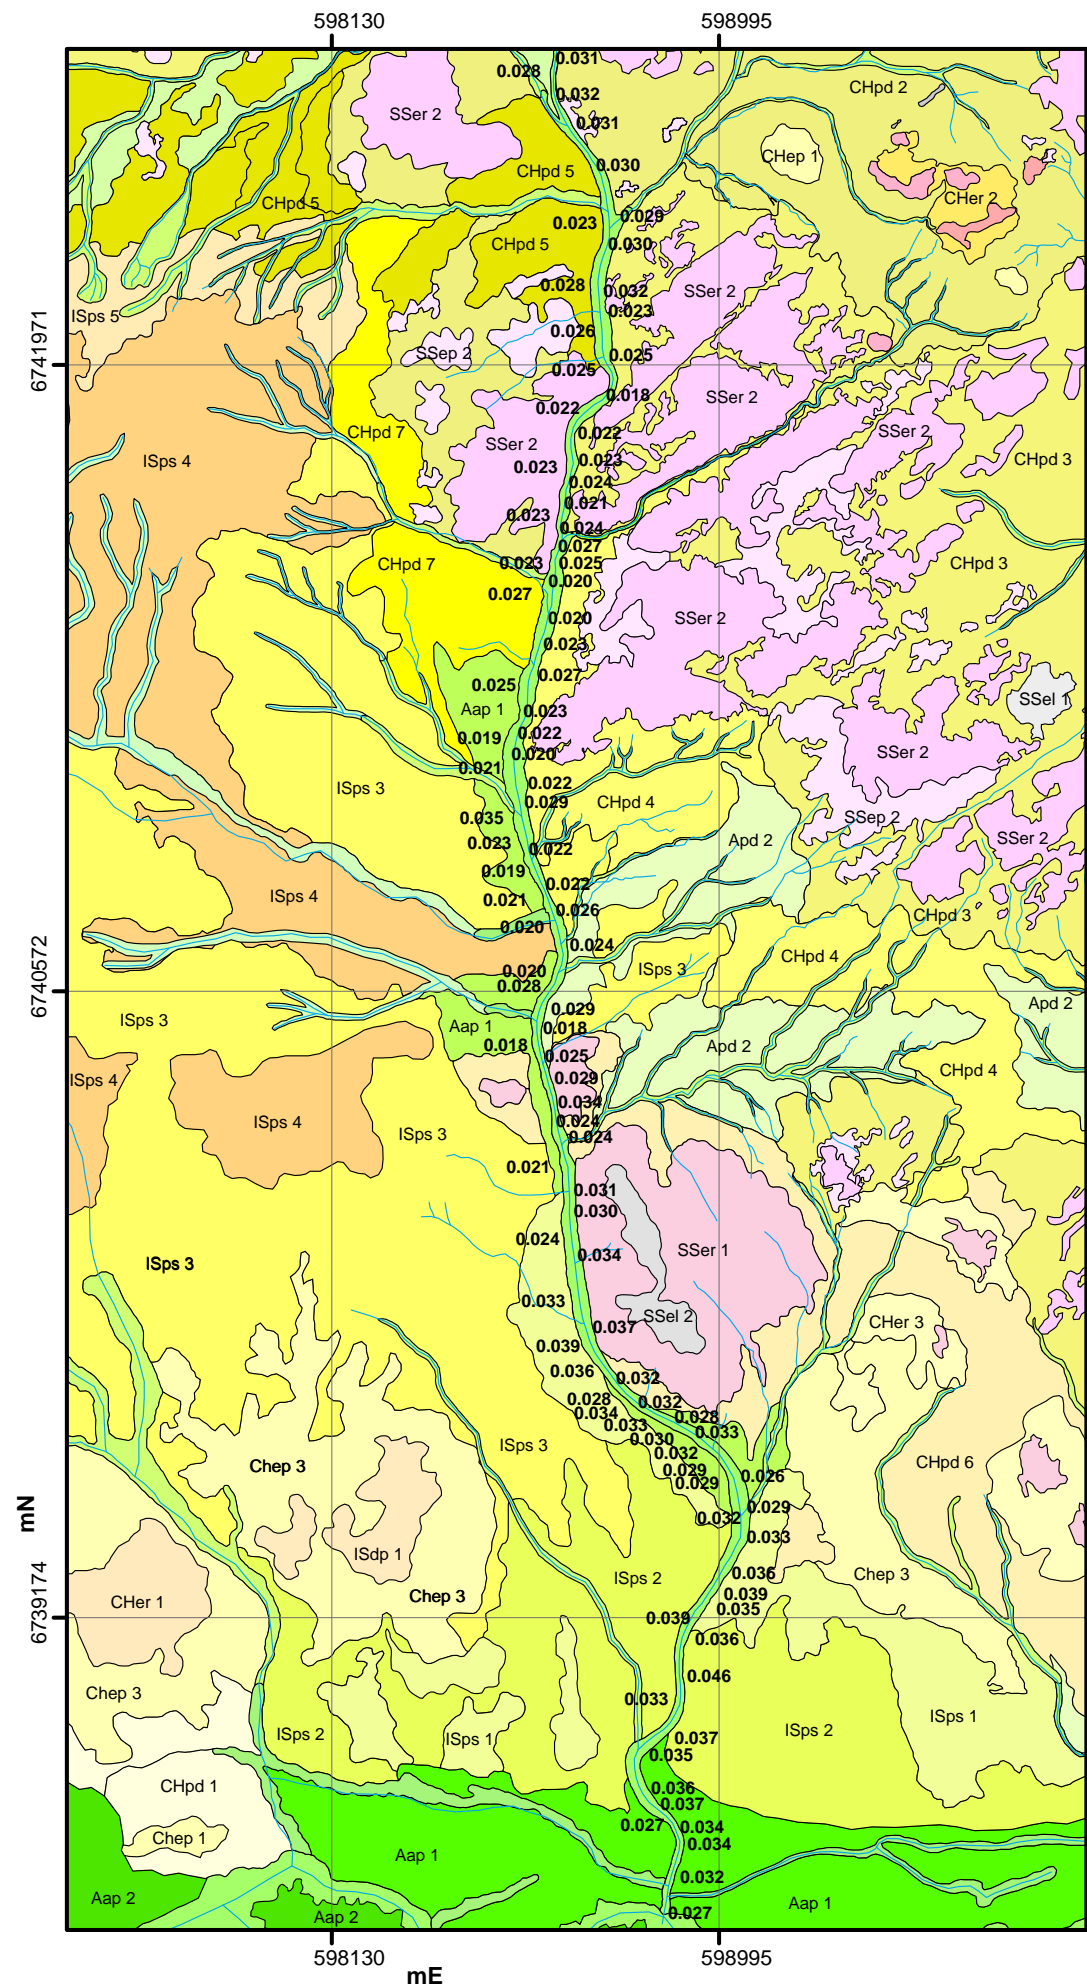 598130 598995
0.031
0.028
CHpd 2
0.032
SSer 2
0.031
CHep 1
0.030
CHpd 5
CHer 2
CHpd 5
0.029
0.023
CHpd 5
0.030
0.028
0.032
SSer 2
0.023
ISps 5
0.026
SSep 2
0.025
6741971
0.025
0.018
SSer 2
0.022
CHpd 7
0.022
SSer 2
SSer 2
ISps 4
0.023
0.023
CHpd 3
0.024
0.021
0.023
0.024
0.027
CHpd 7
0.023
0.025
CHpd 3
0.020
0.027
0.020
SSer 2
0.023
0.027
0.025
SSel 1
Aap 1
0.023
0.019
0.022
0.020
SSer 2
0.021
0.022
ISps 3
0.029
CHpd 4
0.035
SSep 2
0.023
0.022
Apd 2
SSer 2
0.019
0.022
ISps 4
0.021
0.026
CHpd 3
0.020
0.024
CHpd 4
0.020
ISps 3
6740572
0.028
Apd 2
0.029
ISps 3
Aap 1
0.018
0.018
Apd 2
0.025
CHpd 4
ISps 4
0.029
0.034
ISps 4
0.024
ISps 3
0.024
0.021
0.031
0.030
0.024
SSer 1
0.034
ISps 3
0.033
SSel 2
CHer 3
0.037
0.039
0.036
0.032
0.028
0.032
0.034
0.028
0.033
0.033
0.030
ISps 3
0.032
CHpd 6
Chep 3
0.029
0.026
0.029
0.029
0.032
mN
0.033
ISdp 1
0.036
Chep 3
ISps 2
0.039
Chep 3
CHer 1
0.035
0.039
6739174
0.036
0.046
Chep 3
0.033
ISps 1
ISps 2
ISps 2
ISps 1
0.037
0.035
CHpd 1
0.036
0.037
0.027
0.034
Chep 1
0.034
Aap 1
0.032
Aap 2
Aap 1
0.027
Aap 2
598130 598995
mE